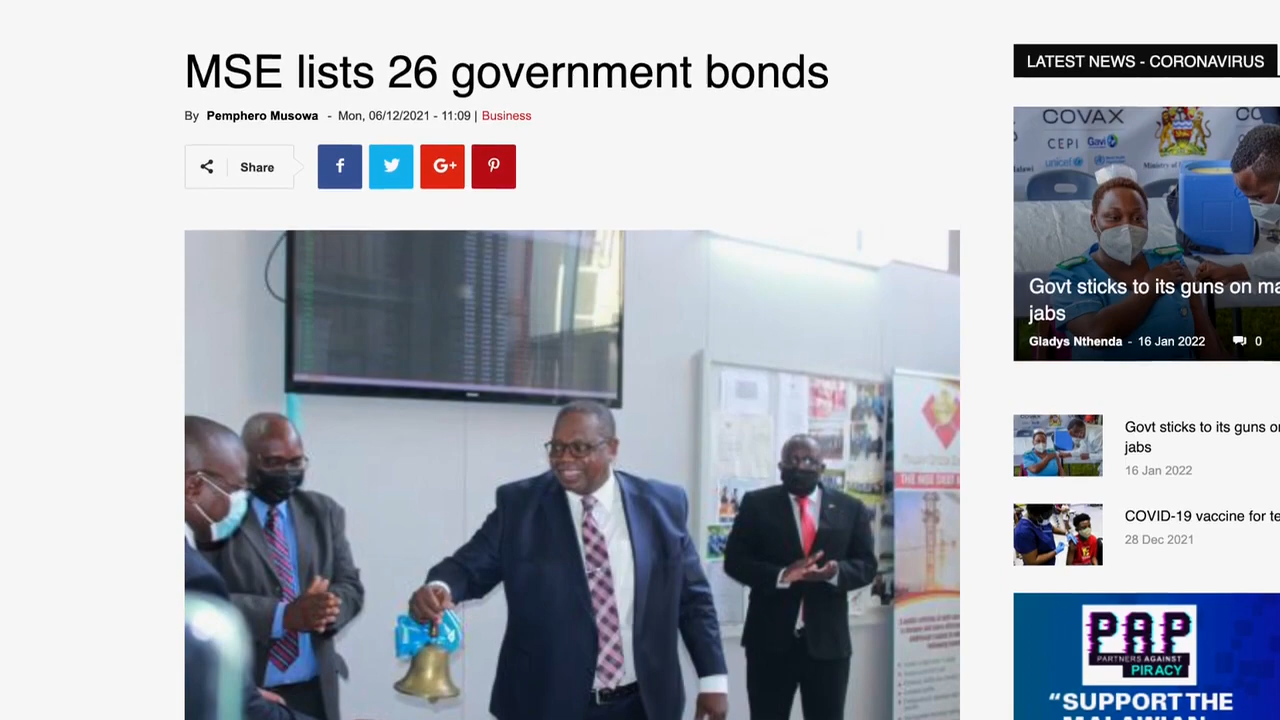 MSE lists 26 government bonds
By Pemphero Musowa - Mon, 06/12/2021 - 11:09 | Business
Share
LATEST NEWS - CORONAVIRUS
COVAX
CEPI Gavi
unicef
Govt sticks to its guns on ma
jabs
Gladys Nthenda - 16 Jan 2022 0
Govt sticks to its guns o
jabs
16 Jan 2022
COVID-19 vaccine for te
28 Dec 2021
PAP
PARTNERS AGAINST
PIRACY
“SUPPORT THE
MALAWIAN